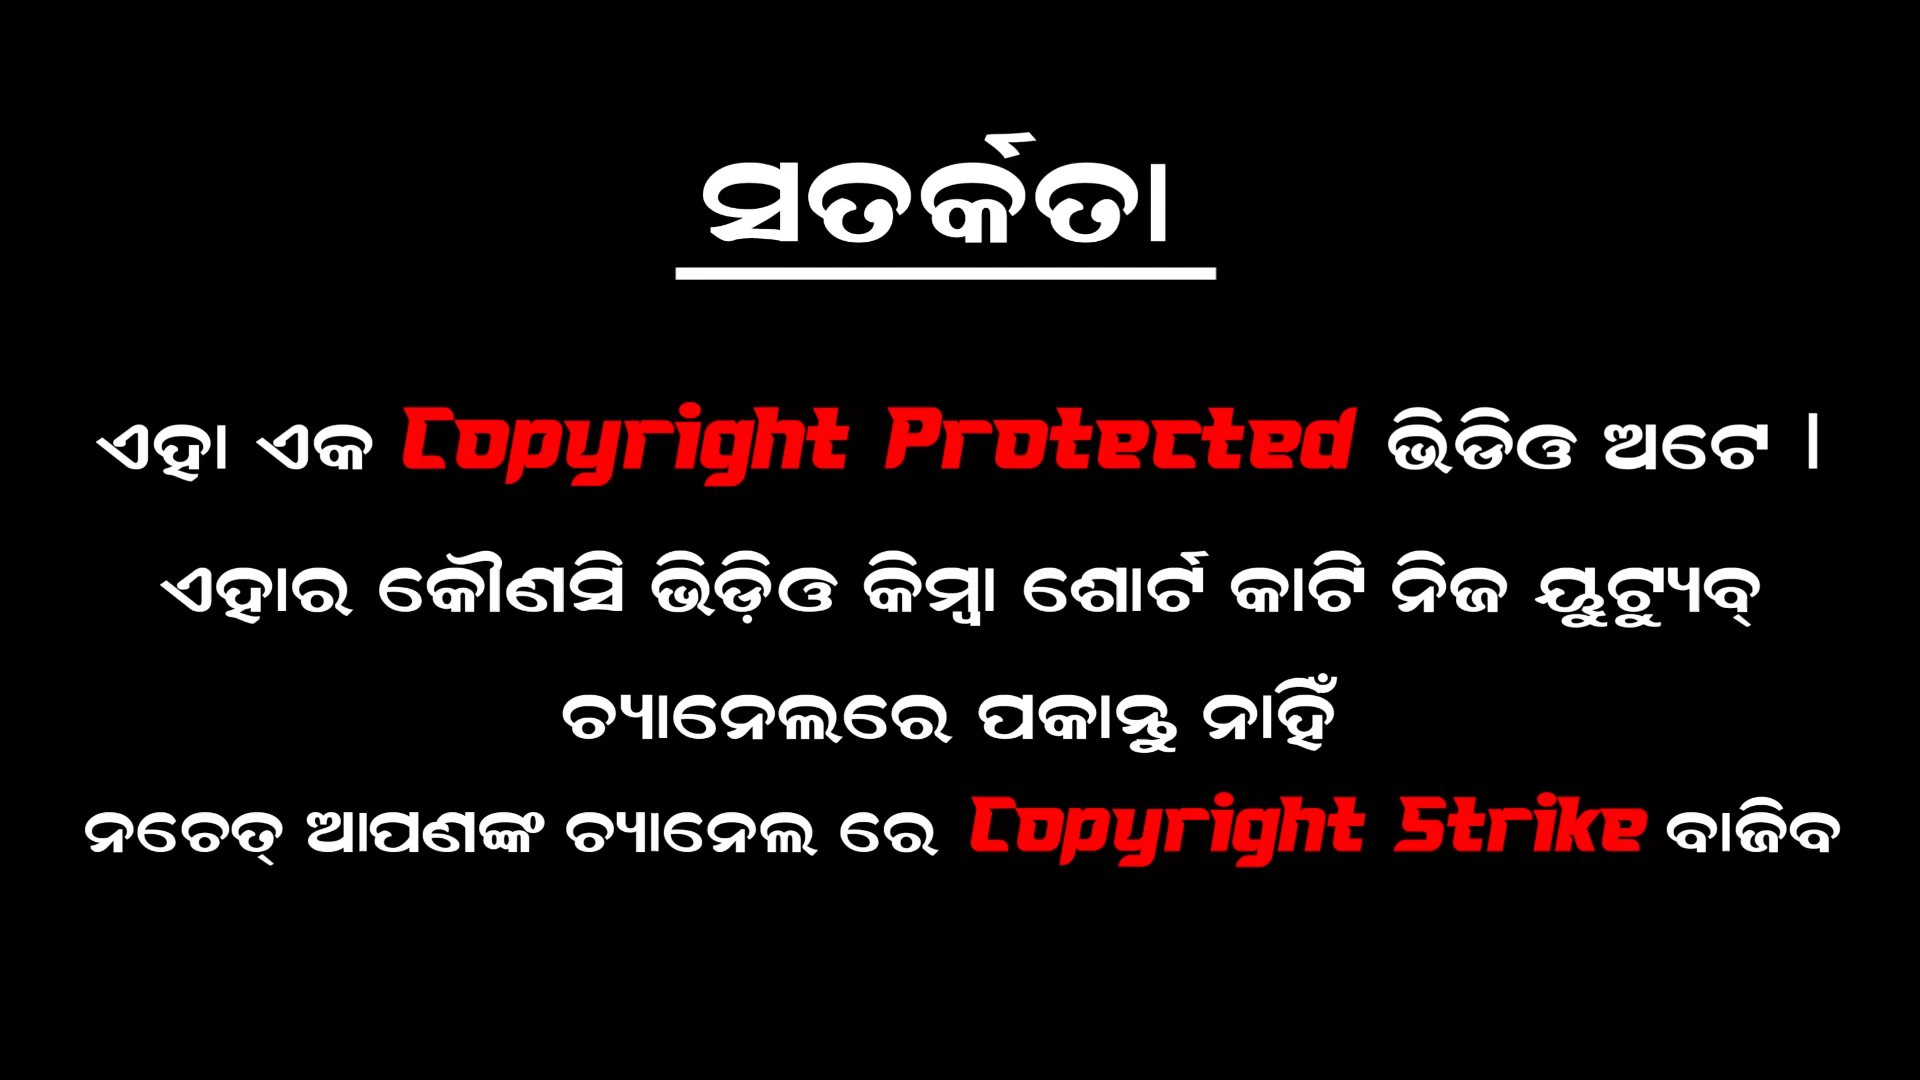 ସତର୍କତା
ଏହା ଏକ Copyright Protected ଭିଡିଓ ଅଟେ |
ଏହାର କୌଣସି ଭିଡ଼ିଓ କିମ୍ବା ଶୋର୍ଟ କାଟି ନିଜ ୟୁଟ୍ୟୁବ୍
ଚ୍ୟାନେଲରେ ପକାନ୍ତୁ ନାହିଁ
ନଚେତ୍ ଆପଣଙ୍କ ଚ୍ୟାନେଲ ରେ Copyright Strike ବାଜିବ